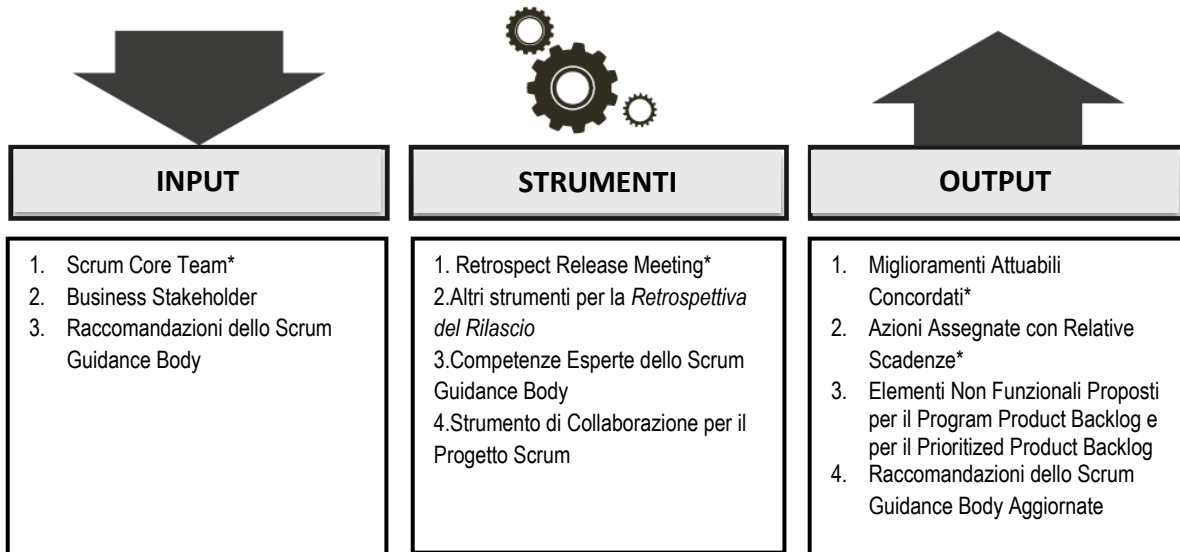 INPUT
1. Scrum Core Team*
2. Business Stakeholder
3. Raccomandazioni dello Scrum
Guidance Body
STRUMENTI
1. Retrospect Release Meeting*
2.Altri strumenti per la Retrospettiva
del Rilascio
3.Competenze Esperte dello Scrum
Guidance Body
4.Strumento di Collaborazione per il
Progetto Scrum
OUTPUT
1. Miglioramenti Attuabili
Concordati*
2. Azioni Assegnate con Relative
Scadenze*
3. Elementi Non Funzionali Proposti
per il Program Product Backlog e
per il Prioritized Product Backlog
4. Raccomandazioni dello Scrum
Guidance Body Aggiornate